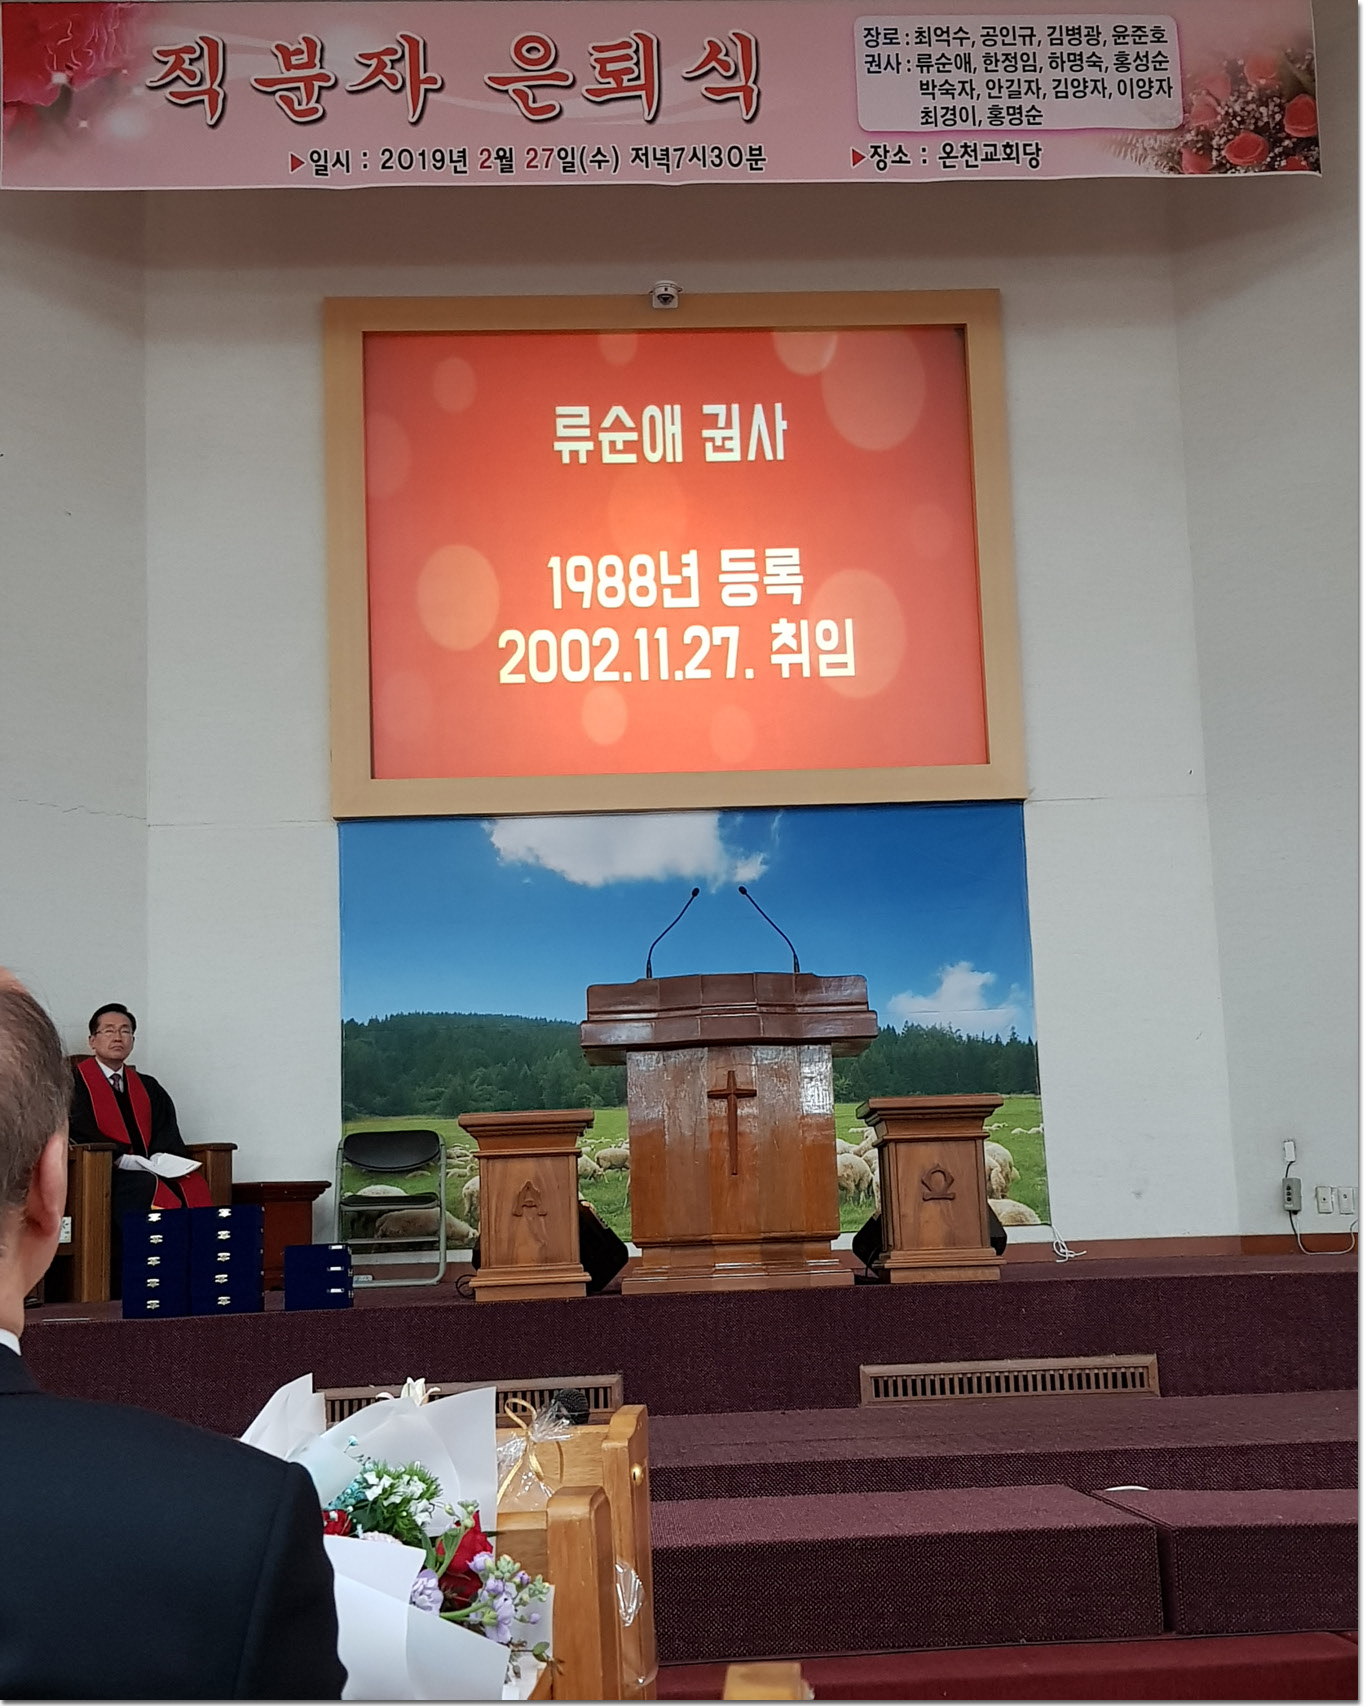 직분자 은퇴식
장로 : 최억수, 공인규, 김병광, 윤준호
권사 : 류순애, 한정임, 하명숙, 홍성순
박숙자, 안길자, 김양자, 이양자
최경이, 홍명순
▶일시 : 2019년 2월 27일(수) 저녁7시30분
▶장소 : 온천교회당
류순애 권사
1988년 등록
2002.11.27. 취임
A
Ω